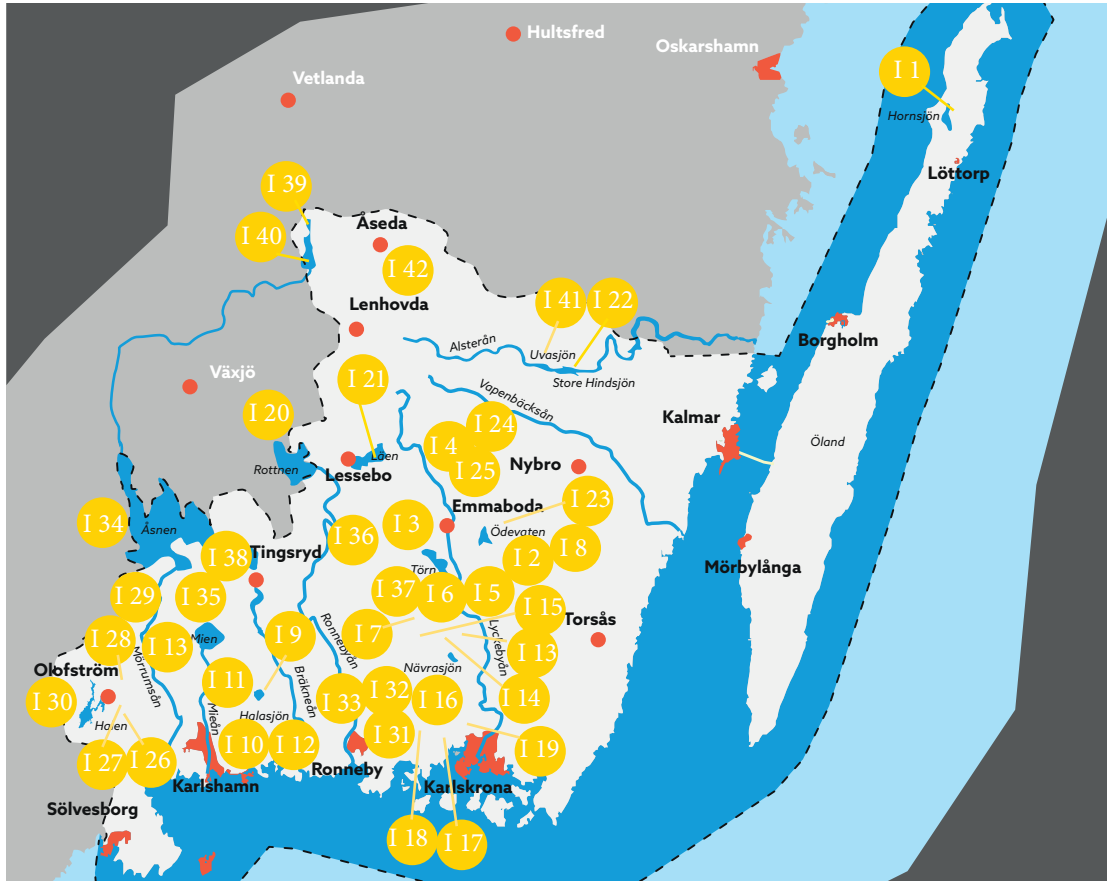 Hultsfred
Oskarshamn
Vetlanda
I 1
Hornsjön
Löttorp
I 39
I 40
Åseda
I 42
Lenhovda
I 41
I 22
Borgholm
Alsterån
Uvasjön
Store Hindsjön
Växjö
I 21
I 20
Vapenbäcksån
Kalmar
Öland
I 24
I 4
I 25
Rottnen
Lessebo
Läen
Nybro
Emmaboda
I 23
Ödevaten
I 34
Åsnen
I 36
I 3
I 38
Tingsryd
I 2
I 8
Törn
Mörbylånga
I 29
I 35
I 37
I 6
I 5
I 15
Torsås
I 28
I 13
Mien
I 9
I 7
Ronnebyån
Lyckebyån
I 13
Olofström
Mörrumsån
Bräkneån
Nävrasjön
I 11
I 30
I 33
I 32
I 16
I 14
Halasjön
Mieån
Halen
I 10
I 12
I 31
I 19
I 27
I 26
Karlshamn
Ronneby
Karlskrona
Sölvesborg
I 18
I 17